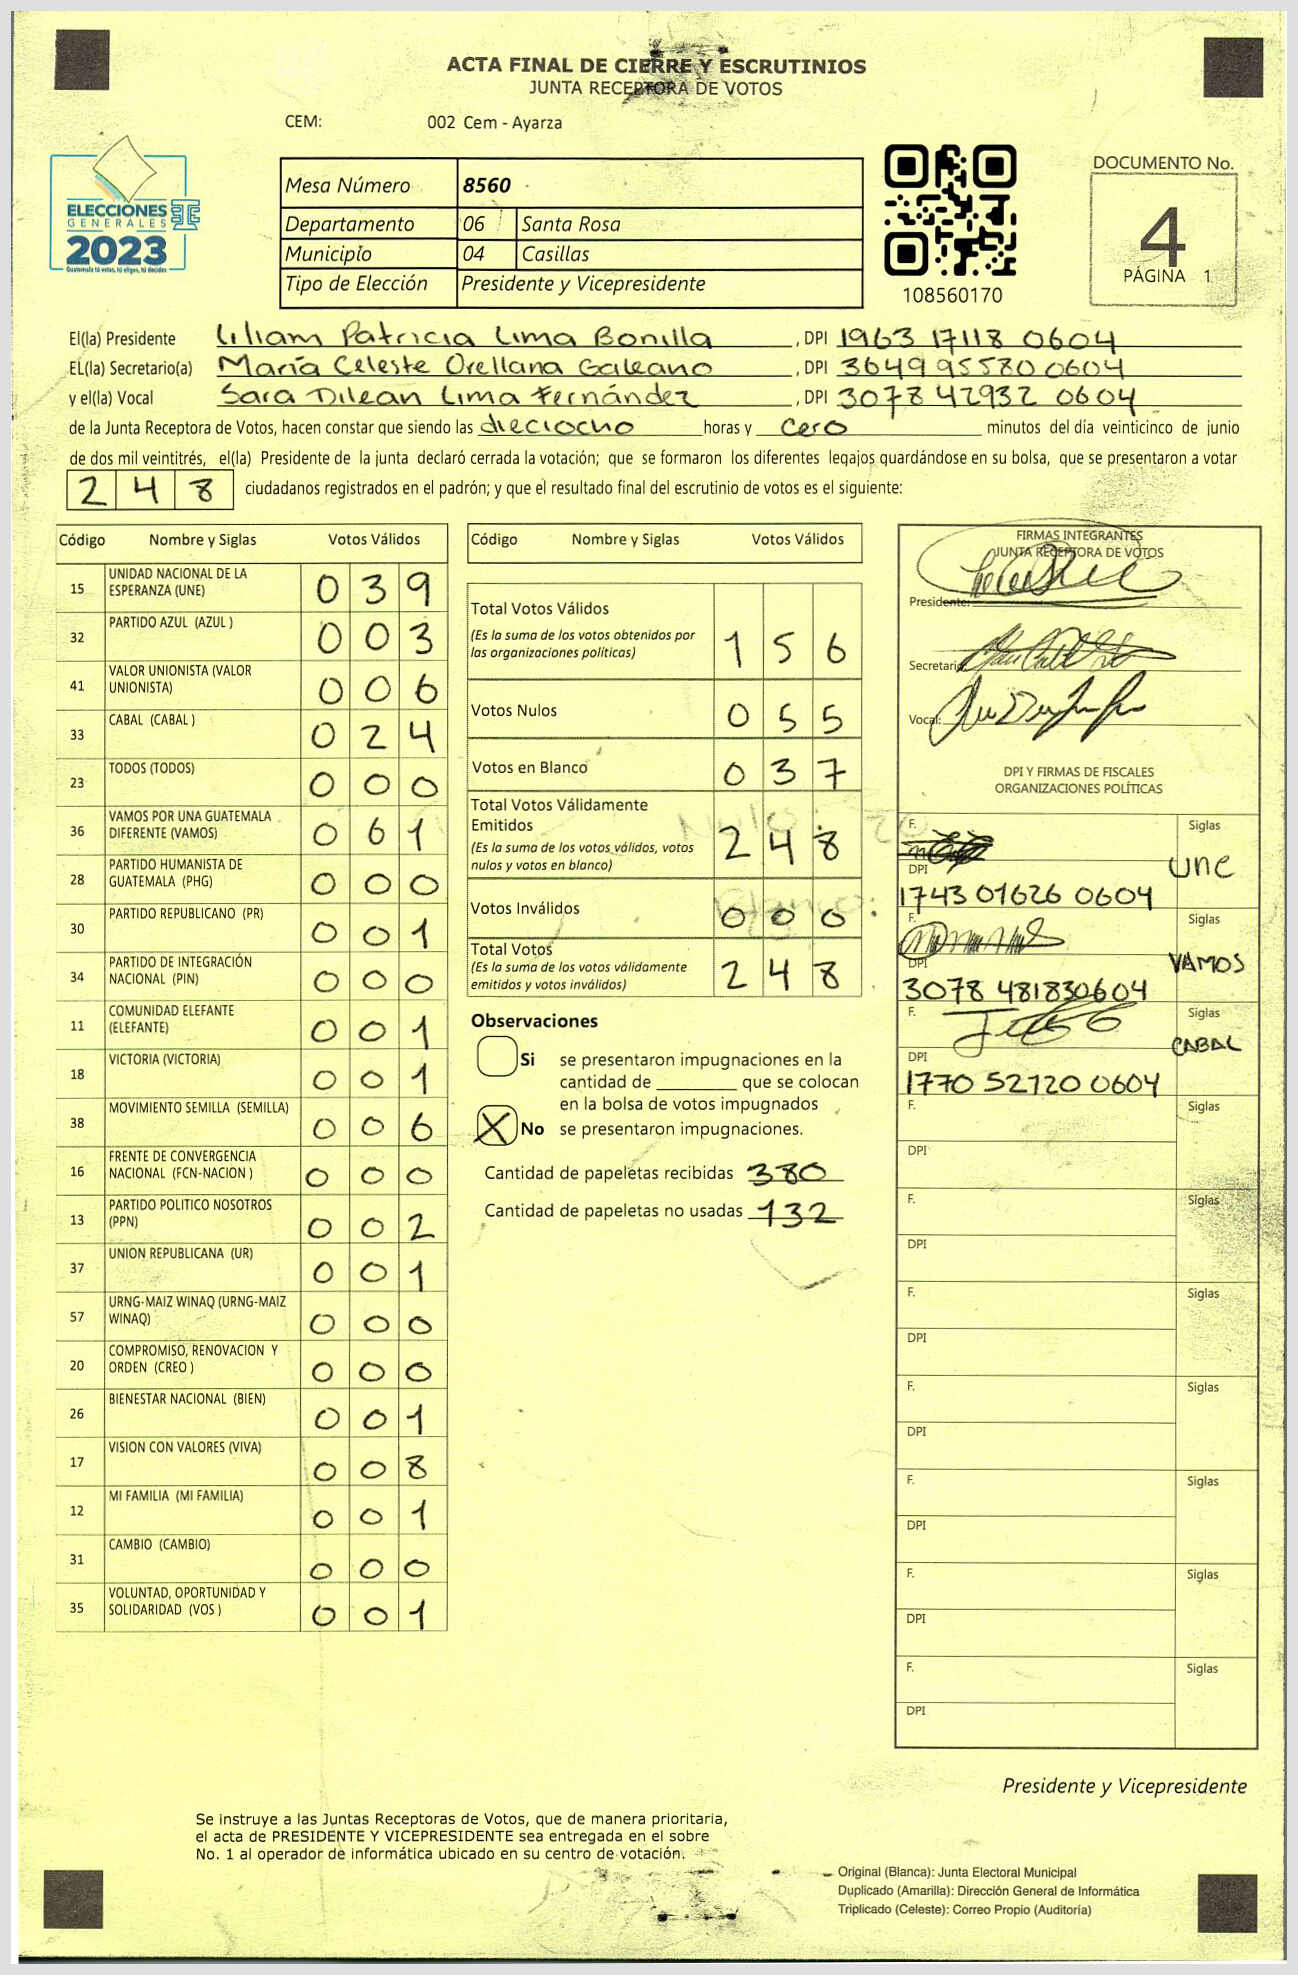 ACTA FINAL DE CIERRE Y ESCRUTINIOS
JUNTA RECEPTORA DE VOTOS
CEM: 002 Cem - Ayarza
ELECCIONES
GENERALES
2023
Guatemala tú votas, tú eliges, tú decides
Mesa Número 8560
Departamento 06 Santa Rosa
Municipio 04 Casillas
Tipo de Elección Presidente y Vicepresidente
108560170
DOCUMENTO No.
4
PÁGINA 1
El(la) Presidente Liliam Patricia Lima Bonilla, DPI 1963 17118 0604
EL(la) Secretario(a) María Celeste Orellana Galeano, DPI 3649 95580 0604
y el(la) Vocal Sara Dilean Lima Fernández, DPI 3078 42932 0604
de la Junta Receptora de Votos, hacen constar que siendo las dieciocho horas y cero minutos del día veinticinco de junio
de dos mil veintitrés, el(la) Presidente de la junta declaró cerrada la votación; que se formaron los diferentes legajos guardándose en su bolsa, que se presentaron a votar
2 4 8 ciudadanos registrados en el padrón; y que el resultado final del escrutinio de votos es el siguiente:
Código Nombre y Siglas Votos Válidos
15 UNIDAD NACIONAL DE LA
ESPERANZA (UNE) 0 3 9
32 PARTIDO AZUL (AZUL ) 0 0 3
41 VALOR UNIONISTA (VALOR
UNIONISTA) 0 0 6
33 CABAL (CABAL ) 0 2 4
23 TODOS (TODOS) 0 0 0
36 VAMOS POR UNA GUATEMALA
DIFERENTE (VAMOS) 0 6 1
28 PARTIDO HUMANISTA DE
GUATEMALA (PHG) 0 0 0
30 PARTIDO REPUBLICANO (PR) 0 0 1
34 PARTIDO DE INTEGRACIÓN
NACIONAL (PIN) 0 0 0
11 COMUNIDAD ELEFANTE
(ELEFANTE) 0 0 1
18 VICTORIA (VICTORIA) 0 0 1
38 MOVIMIENTO SEMILLA (SEMILLA) 0 0 6
16 FRENTE DE CONVERGENCIA
NACIONAL (FCN-NACION ) 0 0 0
13 PARTIDO POLITICO NOSOTROS
(PPN) 0 0 2
37 UNION REPUBLICANA (UR) 0 0 1
57 URNG-MAIZ WINAQ (URNG-MAIZ
WINAQ) 0 0 0
20 COMPROMISO, RENOVACION Y
ORDEN (CREO ) 0 0 0
26 BIENESTAR NACIONAL (BIEN) 0 0 1
17 VISION CON VALORES (VIVA) 0 0 8
12 MI FAMILIA (MI FAMILIA) 0 0 1
31 CAMBIO (CAMBIO) 0 0 0
35 VOLUNTAD, OPORTUNIDAD Y
SOLIDARIDAD (VOS ) 0 0 1
Código Nombre y Siglas Votos Válidos
Total Votos Válidos
(Es la suma de los votos obtenidos por
las organizaciones políticas) 1 5 6
Votos Nulos 0 5 5
Votos en Blanco 0 3 7
Total Votos Válidamente
Emitidos
(Es la suma de los votos válidos, votos
nulos y votos en blanco) 2 4 8
Votos Inválidos 0 0 0
Total Votos
(Es la suma de los votos válidamente
emitidos y votos inválidos) 2 4 8
Observaciones
Si se presentaron impugnaciones en la
cantidad de ________ que se colocan
en la bolsa de votos impugnados
X No se presentaron impugnaciones.
Cantidad de papeletas recibidas 380
Cantidad de papeletas no usadas 132
FIRMAS INTEGRANTES
JUNTA RECEPTORA DE VOTOS
Presidente:
Secretario
Vocal:
DPI Y FIRMAS DE FISCALES
ORGANIZACIONES POLÍTICAS
F. Siglas
une
DPI
1743 01626 0604
F. Siglas
VAMOS
DPI
3078 48183 0604
F. Siglas
CABAL
DPI
1770 52720 0604
F. Siglas
DPI
F. Siglas
DPI
F. Siglas
DPI
F. Siglas
DPI
F. Siglas
DPI
F. Siglas
DPI
F. Siglas
DPI
Presidente y Vicepresidente
Se instruye a las Juntas Receptoras de Votos, que de manera prioritaria,
el acta de PRESIDENTE Y VICEPRESIDENTE sea entregada en el sobre
No. 1 al operador de informática ubicado en su centro de votación.
Original (Blanca): Junta Electoral Municipal
Duplicado (Amarilla): Dirección General de Informática
Triplicado (Celeste): Correo Propio (Auditoría)